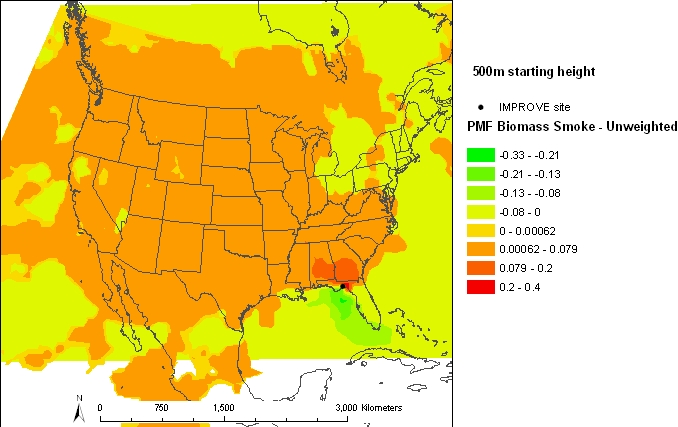 500m starting height
IMPROVE site
PMF Biomass Smoke - Unweighted
-0.33 - -0.21
-0.21 - -0.13
-0.13 - -0.08
-0.08 - 0
0 - 0.00062
0.00062 - 0.079
0.079 - 0.2
0.2 - 0.4
N
0 750 1,500 3,000 Kilometers